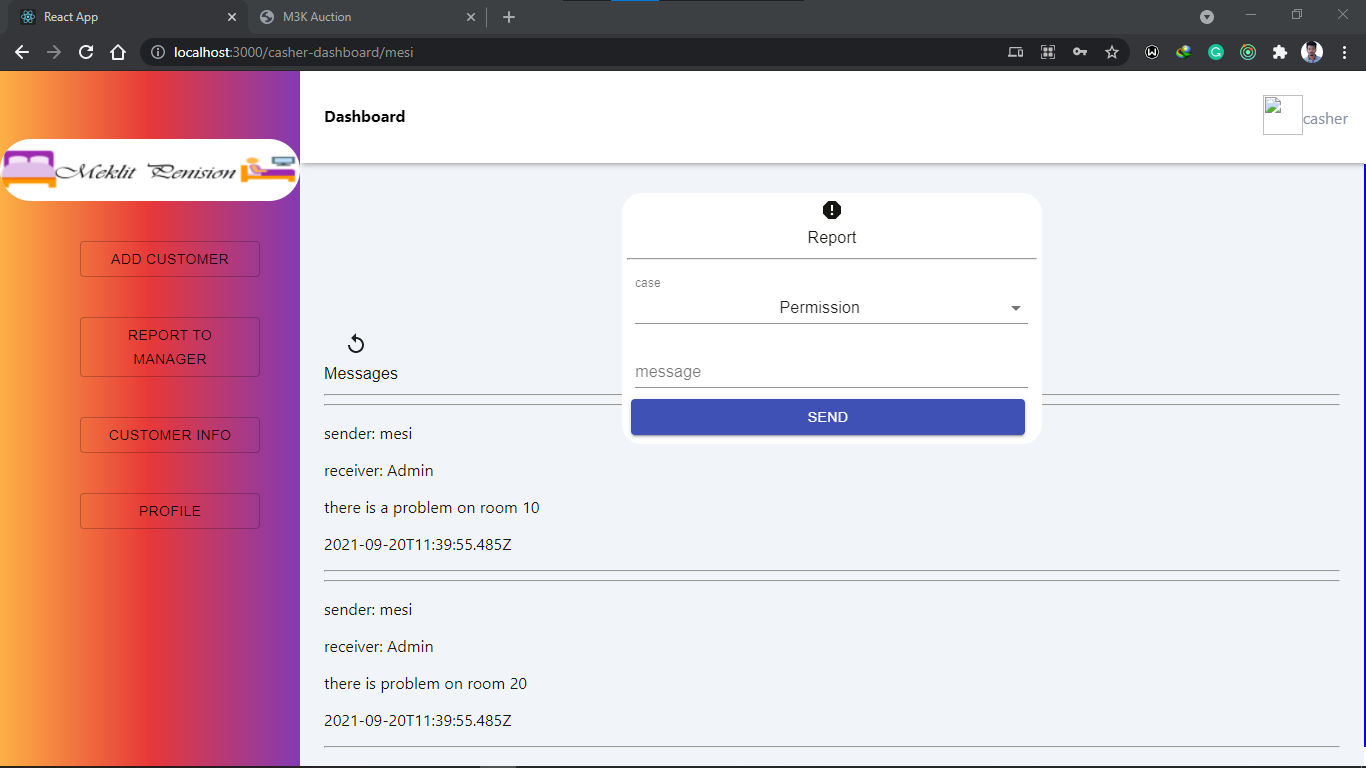 React App
M3K Auction
localhost:3000/casher-dashboard/mesi
Meklit Penision
ADD CUSTOMER
REPORT TO
MANAGER
CUSTOMER INFO
PROFILE
Dashboard
casher
Report
case
Permission
message
SEND
Messages
sender: mesi
receiver: Admin
there is a problem on room 10
2021-09-20T11:39:55.485Z
sender: mesi
receiver: Admin
there is problem on room 20
2021-09-20T11:39:55.485Z